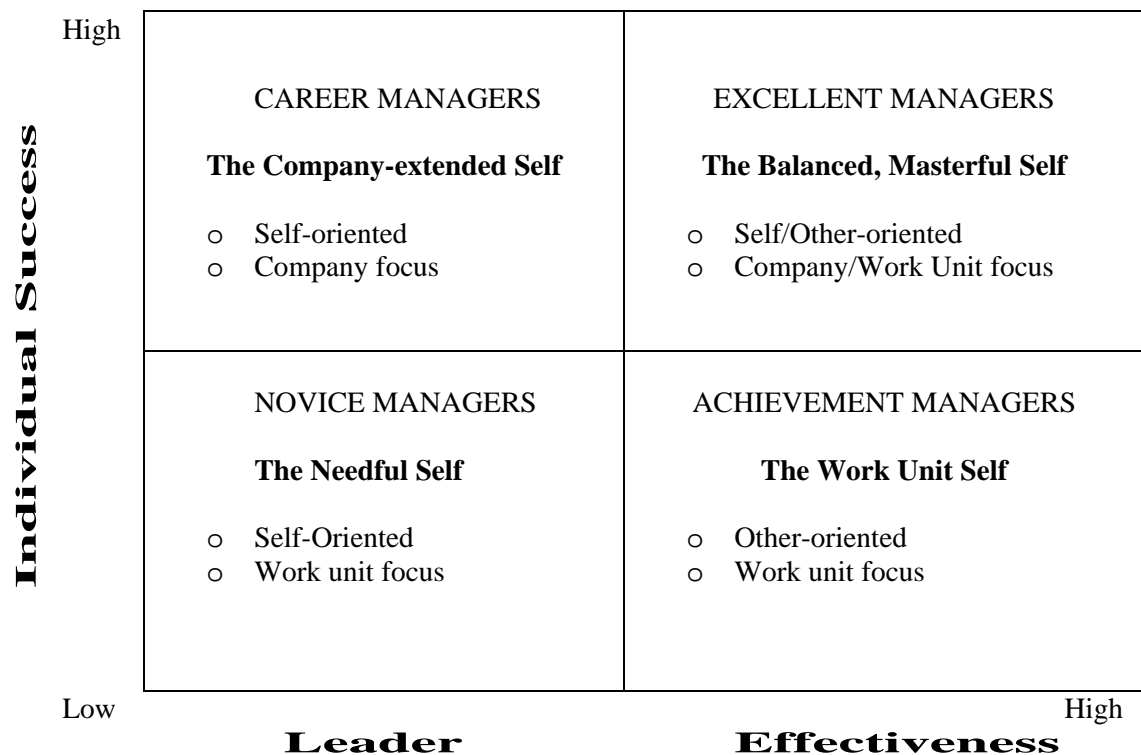 High
Individual Success
CAREER MANAGERS
The Company-extended Self
o Self-oriented
o Company focus
EXCELLENT MANAGERS
The Balanced, Masterful Self
o Self/Other-oriented
o Company/Work Unit focus
NOVICE MANAGERS
The Needful Self
o Self-Oriented
o Work unit focus
ACHIEVEMENT MANAGERS
The Work Unit Self
o Other-oriented
o Work unit focus
Low
High
Leader Effectiveness